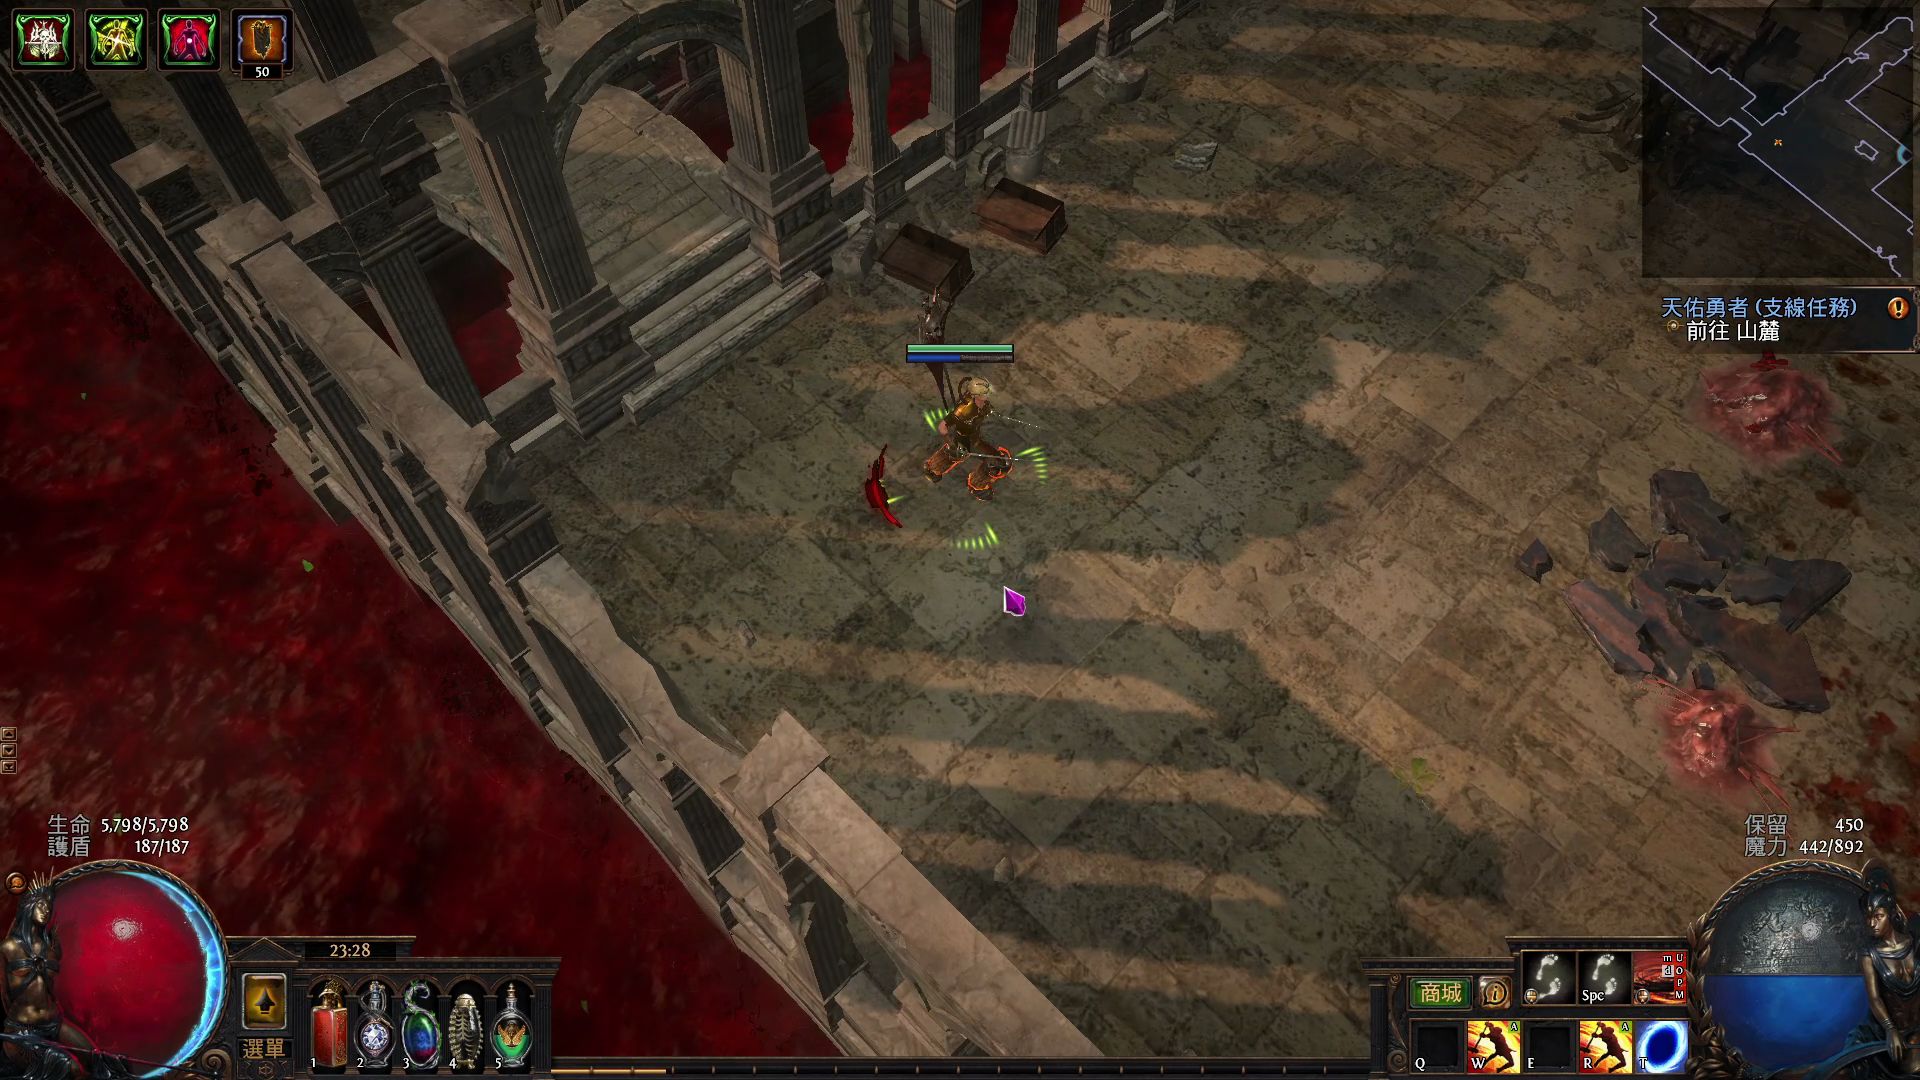 50
天佑勇者 (支線任務)
前往 山麓
生命 5,798/5,798
護盾 187/187
保留 450
魔力 442/892
23:28
選單
1 2 3 4 5
商城
Spc
Q W E R T
A A